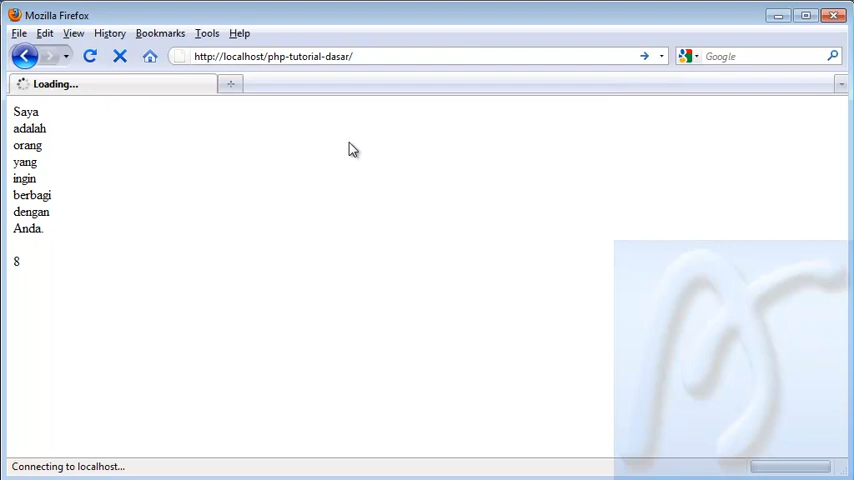 Mozilla Firefox
File Edit View History Bookmarks Tools Help
http://localhost/php-tutorial-dasar/ Google
Loading...
Saya
adalah
orang
yang
ingin
berbagi
dengan
Anda.
8
Connecting to localhost...